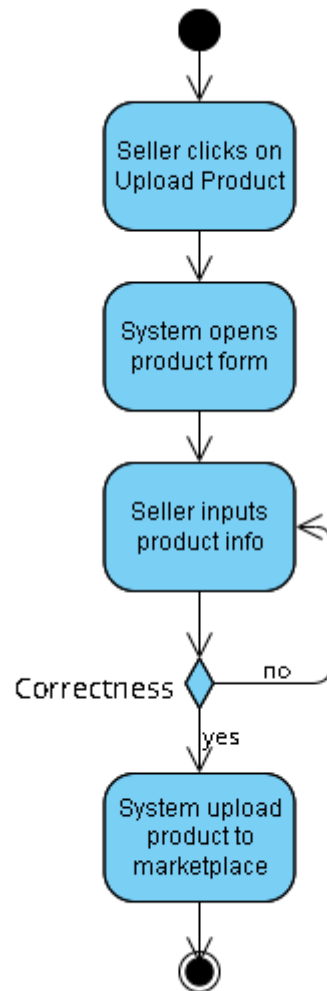 Seller clicks on
Upload Product
System opens
product form
Seller inputs
product info
Correctness
no
yes
System upload
product to
marketplace